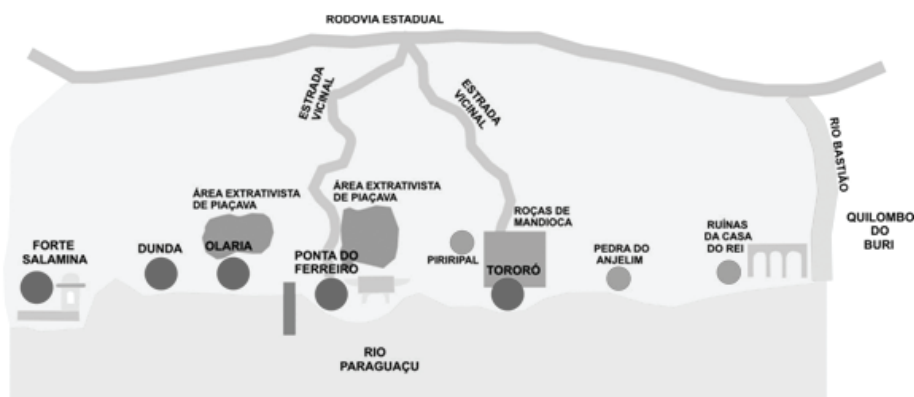 RODOVIA ESTADUAL
ESTRADA
VICINAL
ESTRADA
VICINAL
RIO BASTIÃO
ÁREA EXTRATIVISTA
DE PIAÇAVA
ÁREA EXTRATIVISTA
DE PIAÇAVA
ROÇAS DE
MANDIOCA
RUÍNAS
DA CASA
DO REI
QUILOMBO
DO
BURI
FORTE
SALAMINA
DUNDA
OLARIA
PONTA DO
FERREIRO
PIRIRIPAL
TORORÓ
PEDRA DO
ANJELIM
RIO
PARAGUAÇU